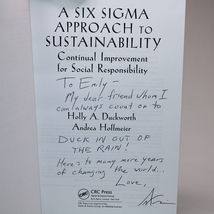 A SIX SIGMA
APPROACH TO
SUSTAINABILITY
Continual Improvement
for Social Responsibility
To Emly-
My dear friend whom I
can always count on to
Holly A. Duckworth
Andrea Hoffmeier
DUCK IN OUT OF
THE RAIN!
Here's to many more years
of changing the world...
Love,
CRC Press